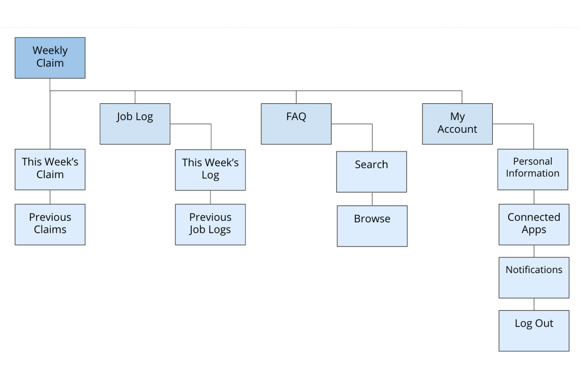 Weekly
Claim
Job Log
FAQ
My
Account
This Week's
Claim
This Week's
Log
Search
Personal
Information
Previous
Claims
Previous
Job Logs
Browse
Connected
Apps
Notifications
Log Out